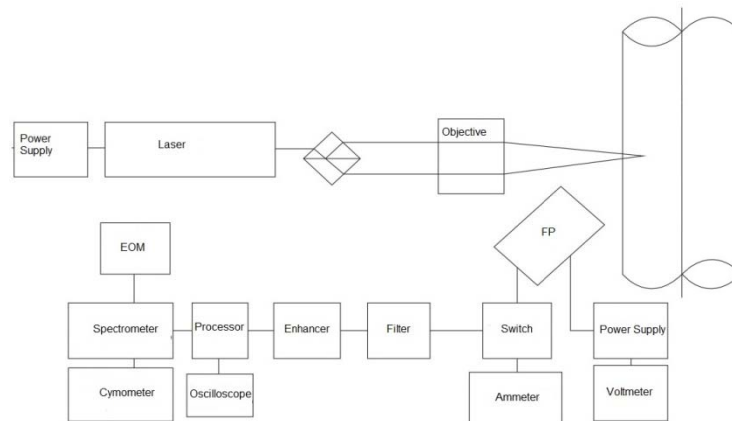 Power
Supply
Laser
Objective
FP
EOM
Spectrometer
Processor
Enhancer
Filter
Switch
Power Supply
Cymometer
Oscilloscope
Ammeter
Voltmeter